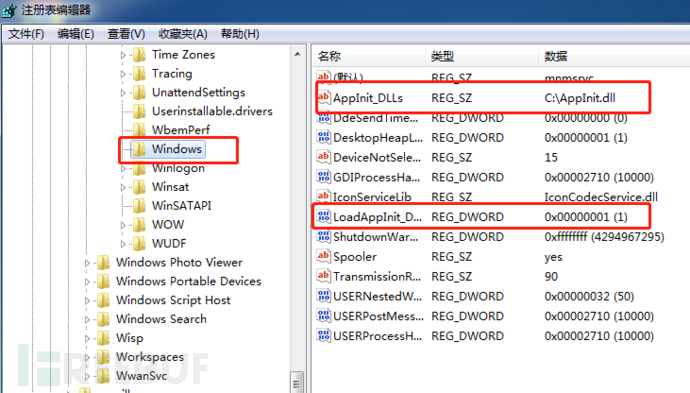 注册表编辑器
文件(F) 编辑(E) 查看(V) 收藏夹(A) 帮助(H)
Time Zones
Tracing
UnattendSettings
Userinstallable.drivers
WbemPerf
Windows
Winlogon
Winsat
WinSATAPI
WOW
WUDF
Windows Photo Viewer
Windows Portable Devices
Windows Script Host
Windows Search
Wisp
Workspaces
WwanSvc
名称 类型 数据
(默认) REG_SZ mnmsrvc
AppInit_DLLs REG_SZ C:\AppInit.dll
DdeSendTime... REG_DWORD 0x00000000 (0)
DesktopHeapL... REG_DWORD 0x00000001 (1)
DeviceNotSele... REG_SZ 15
GDIProcessHa... REG_DWORD 0x00002710 (10000)
IconServiceLib REG_SZ IconCodecService.dll
LoadAppInit_D... REG_DWORD 0x00000001 (1)
ShutdownWar... REG_DWORD 0xffffffff (4294967295)
Spooler REG_SZ yes
TransmissionR... REG_SZ 90
USERNestedW... REG_DWORD 0x00000032 (50)
USERPostMess... REG_DWORD 0x00002710 (10000)
USERProcessH... REG_DWORD 0x00002710 (10000)
FREEBUF